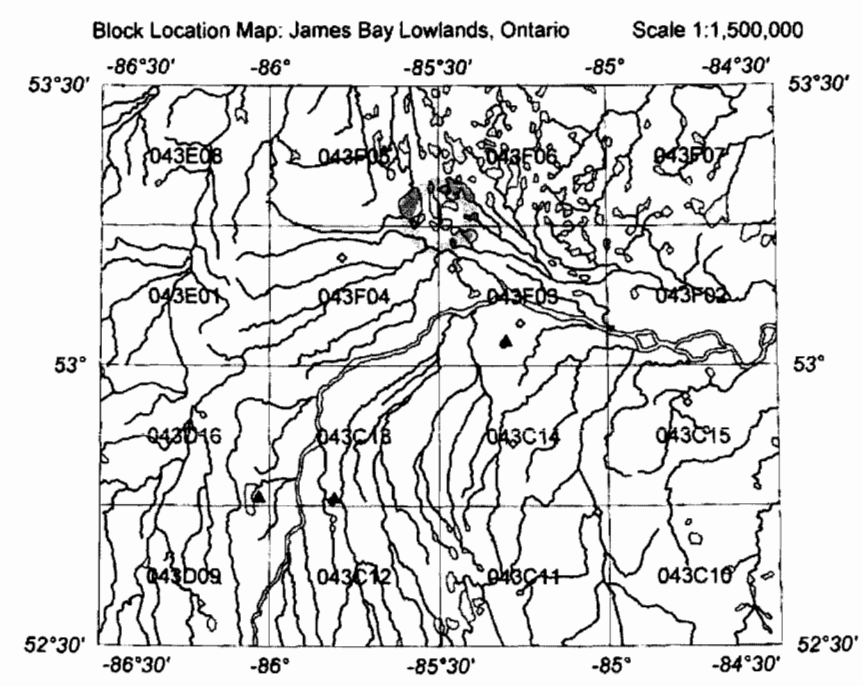 Block Location Map: James Bay Lowlands, Ontario Scale 1:1,500,000
-86°30' -86° -85°30' -85° -84°30'
53°30' 53°30'
043E08 043F05 043F06 043F07
043E01 043F04 043F03 043F02
53° 53°
043D16 043C13 043C14 043C15
043D09 043C12 043C11 043C10
52°30' 52°30'
-86°30' -86° -85°30' -85° -84°30'